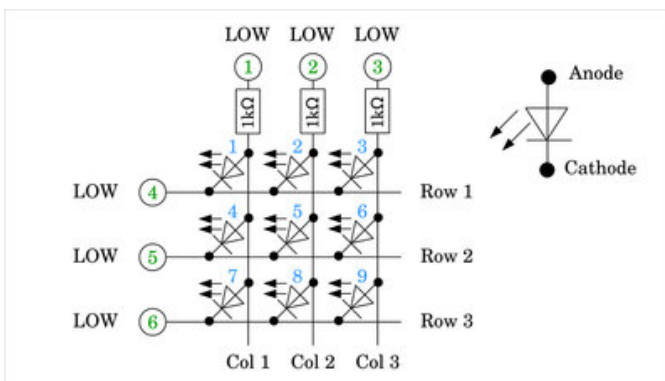 LOW LOW LOW
1 2 3
1kΩ 1kΩ 1kΩ
Anode
Cathode
1 2 3
LOW 4 Row 1
4 5 6
LOW 5 Row 2
7 8 9
LOW 6 Row 3
Col 1 Col 2 Col 3